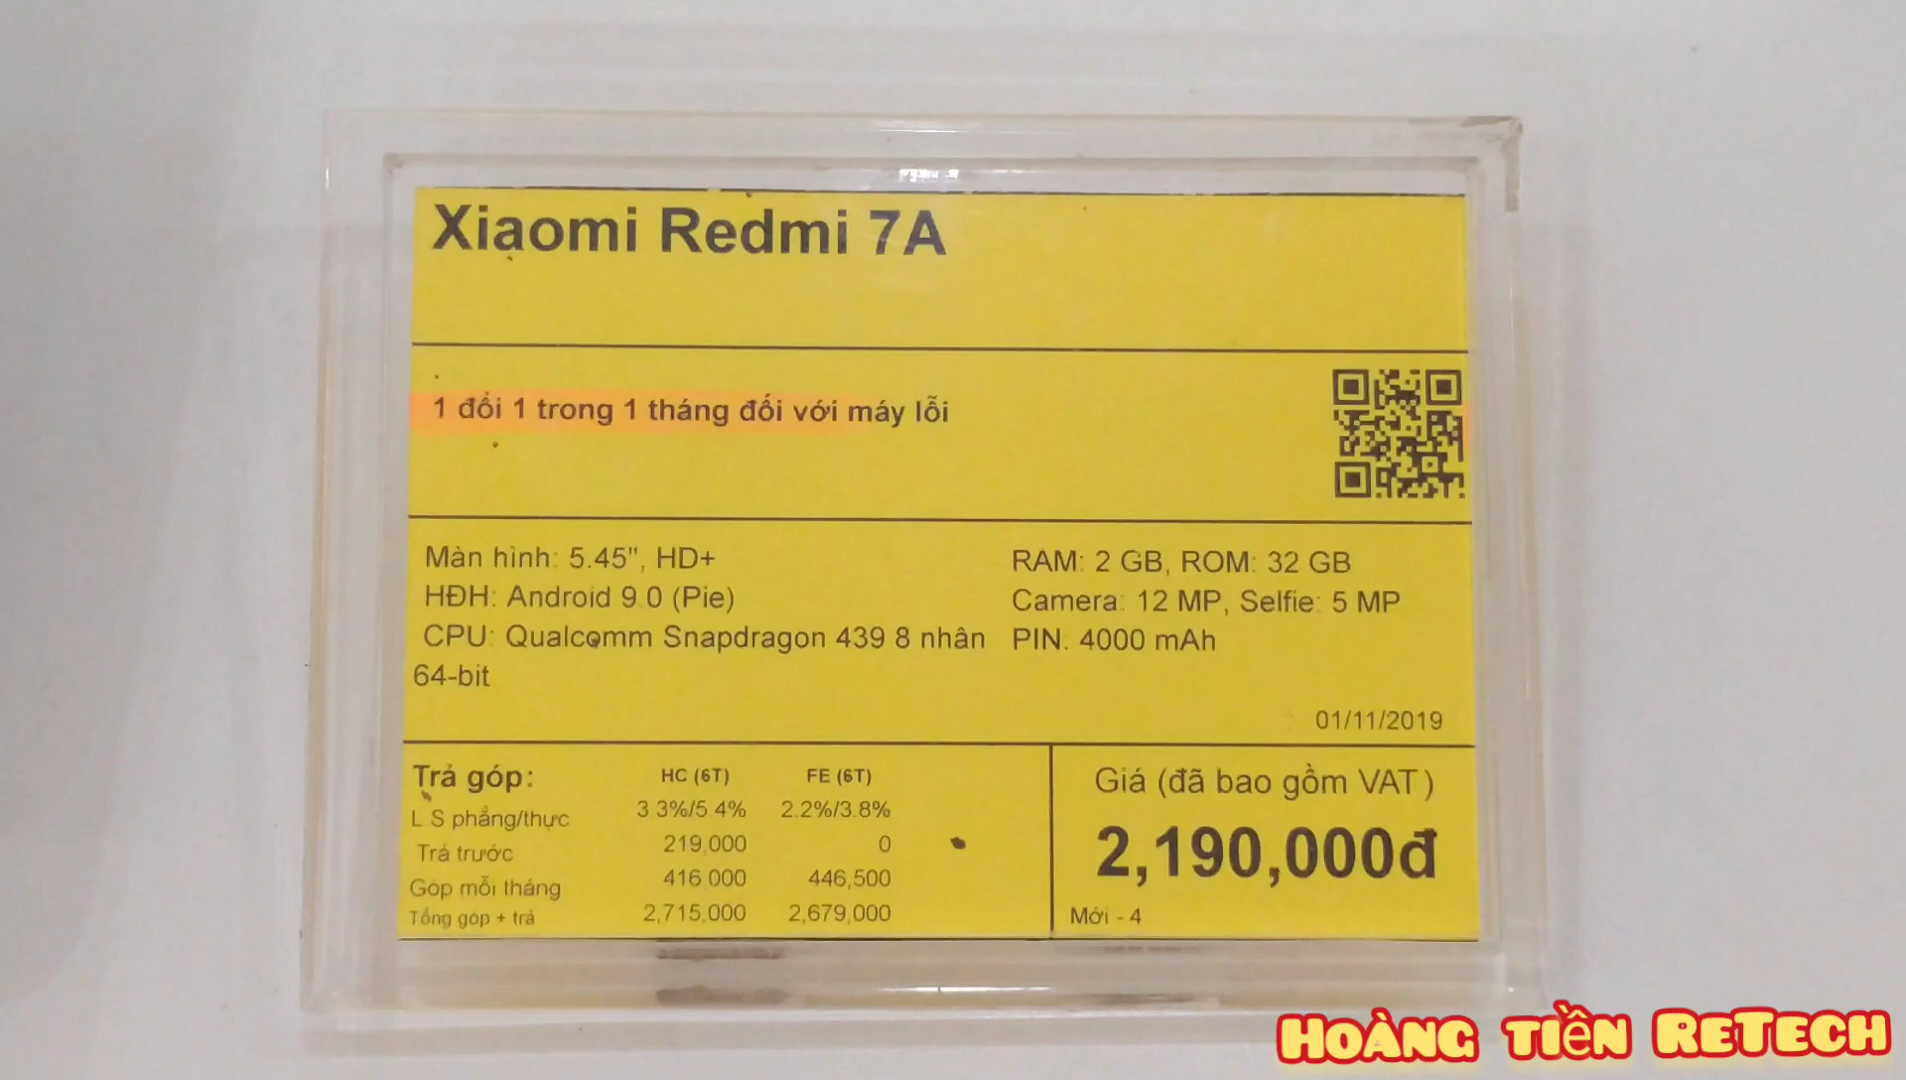 Xiaomi Redmi 7A
1 đổi 1 trong 1 tháng đối với máy lỗi
Màn hình: 5.45", HD+
HĐH: Android 9.0 (Pie)
CPU: Qualcomm Snapdragon 439 8 nhân
64-bit
RAM: 2 GB, ROM: 32 GB
Camera: 12 MP, Selfie: 5 MP
PIN: 4000 mAh
01/11/2019
Trả góp: HC (6T) FE (6T)
L.S phẳng/thực 3.3%/5.4% 2.2%/3.8%
Trả trước 219,000 0
Góp mỗi tháng 416,000 446,500
Tổng góp + trả 2,715,000 2,679,000
Giá (đã bao gồm VAT)
2,190,000đ
Mới - 4
Hoàng Tiền ReTech